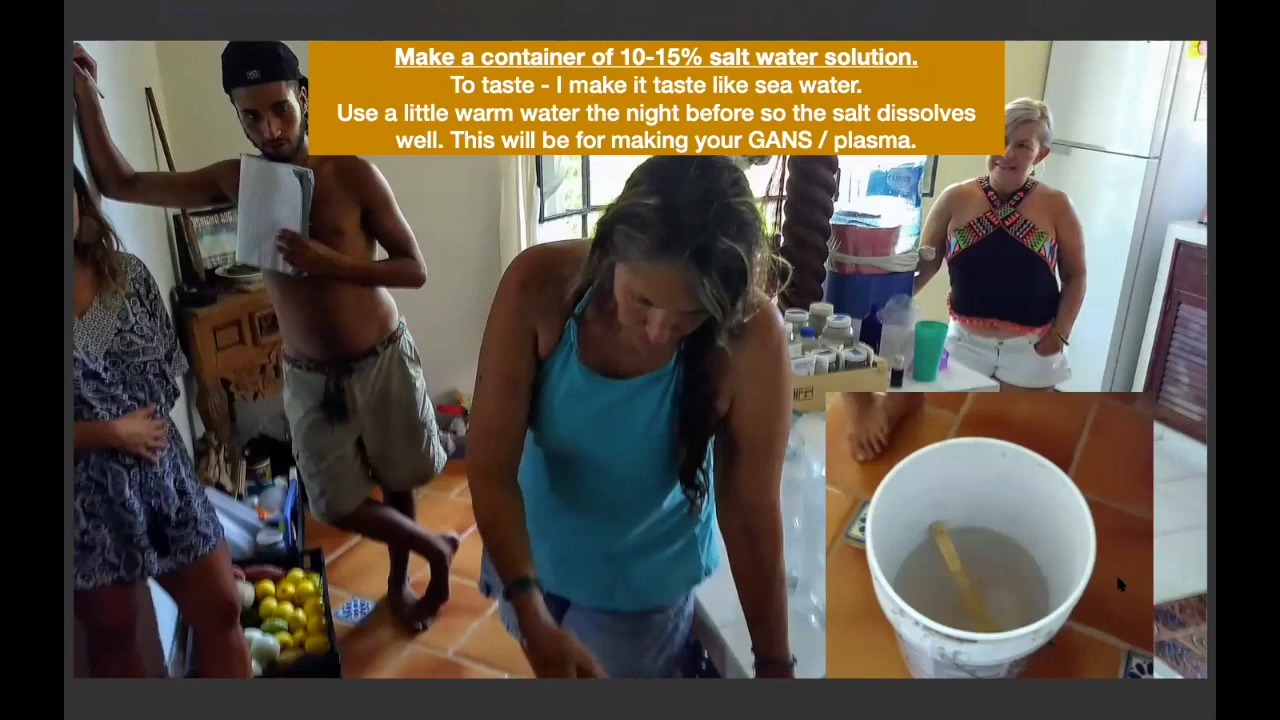 Make a container of 10-15% salt water solution.
To taste - I make it taste like sea water.
Use a little warm water the night before so the salt dissolves
well. This will be for making your GANS / plasma.